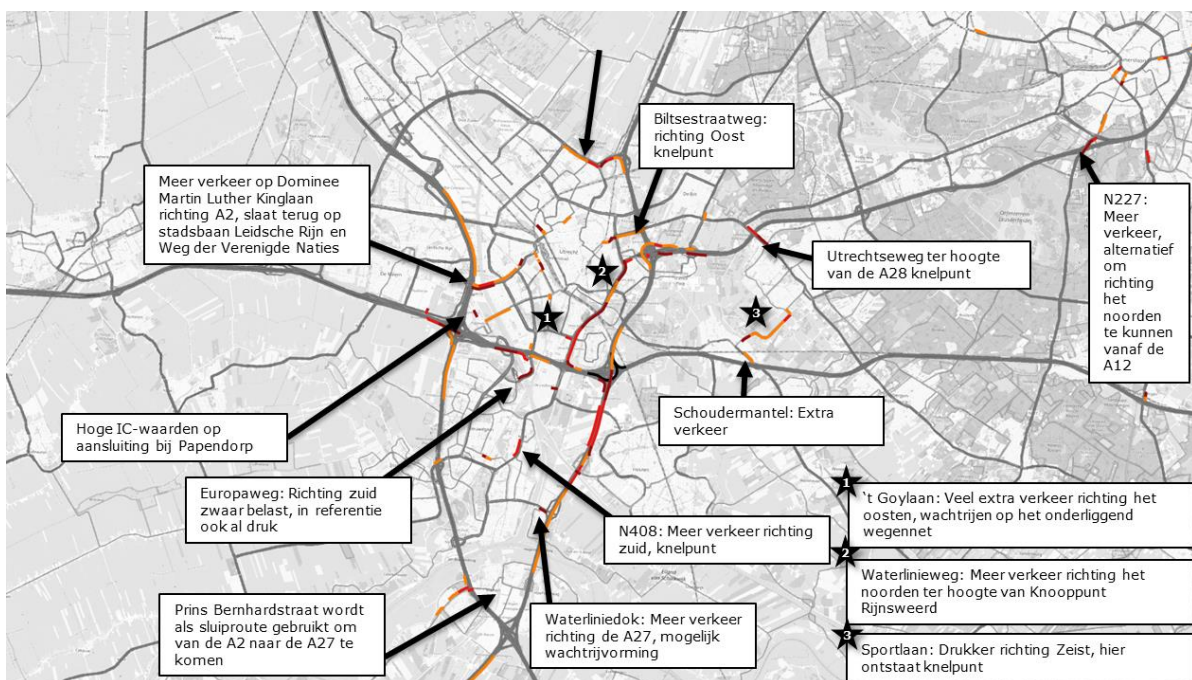 Biltsestraatweg:
richting Oost
knelpunt
Meer verkeer op Dominee
Martin Luther Kinglaan
richting A2, slaat terug op
stadsbaan Leidsche Rijn en
Weg der Verenigde Naties
N227:
Meer
verkeer,
alternatief
om
richting
het
noorden
te kunnen
vanaf de
A12
Utrechtseweg ter hoogte
van de A28 knelpunt
2
1
3
Hoge IC-waarden op
aansluiting bij Papendorp
Schoudermantel: Extra
verkeer
Europaweg: Richting zuid
zwaar belast, in referentie
ook al druk
N408: Meer verkeer richting
zuid, knelpunt
Prins Bernhardstraat wordt
als sluiproute gebruikt om
van de A2 naar de A27 te
komen
Waterliniedok: Meer verkeer
richting de A27, mogelijk
wachtrijvorming
1
't Goylaan: Veel extra verkeer richting het
oosten, wachtrijen op het onderliggend
wegennet
2
Waterlinieweg: Meer verkeer richting het
noorden ter hoogte van Knooppunt
Rijnsweerd
3
Sportlaan: Drukker richting Zeist, hier
ontstaat knelpunt